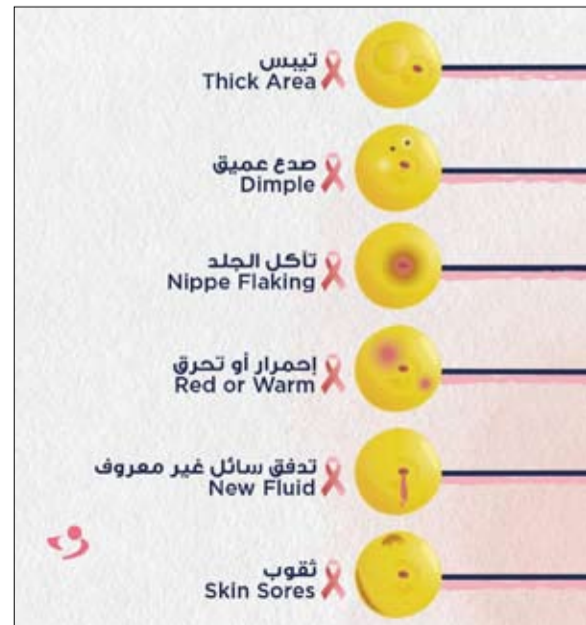 تيبس
Thick Area
صدع عميق
Dimple
تآكل الجلد
Nippe Flaking
إحمرار أو تحرق
Red or Warm
تدفق سائل غير معروف
New Fluid
ثقوب
Skin Sores